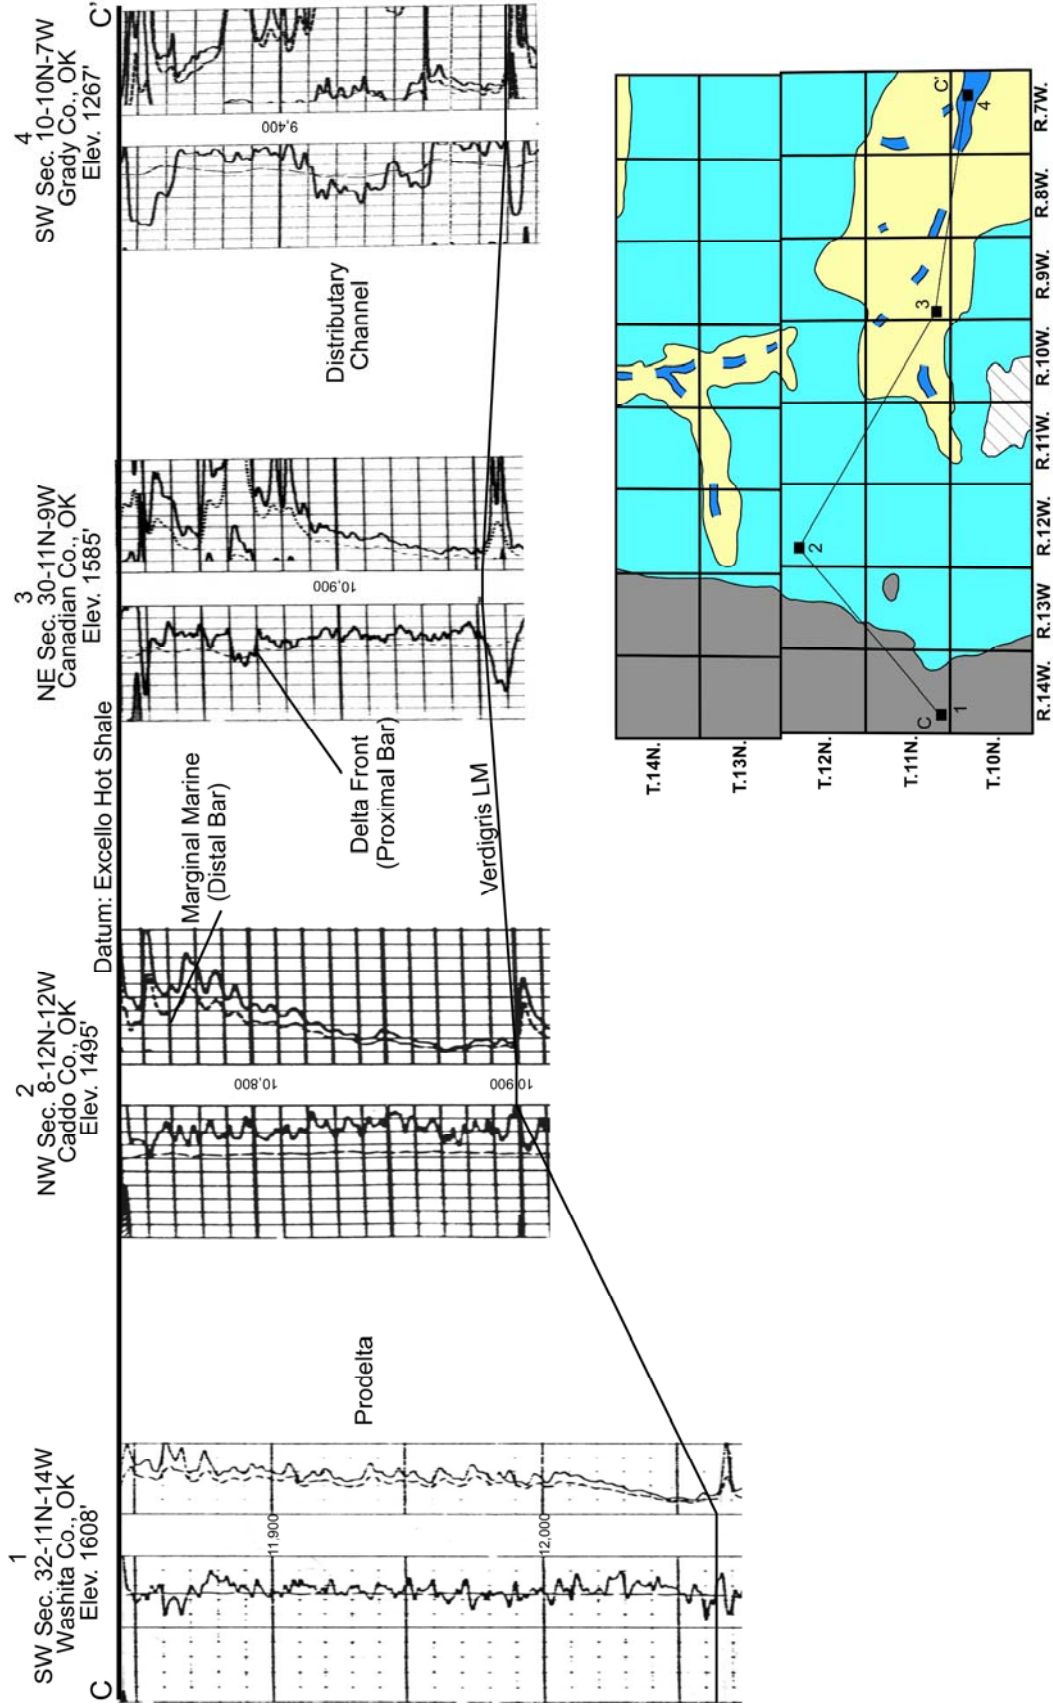 C
C'
1
SW Sec. 32-11N-14W
Washita Co., OK
Elev. 1608'
2
NW Sec. 8-12N-12W
Caddo Co., OK
Elev. 1495'
3
NE Sec. 30-11N-9W
Canadian Co., OK
Elev. 1585'
4
SW Sec. 10-10N-7W
Grady Co., OK
Elev. 1267'
Datum: Excello Hot Shale
11,900
12,000
10,800
10,900
10,900
9,400
Prodelta
Marginal Marine
(Distal Bar)
Delta Front
(Proximal Bar)
Verdigris LM
Distributary
Channel
C
1
2
3
C'
4
T.14N.
T.13N.
T.12N.
T.11N.
T.10N.
R.14W.
R.13W
R.12W.
R.11W.
R.10W.
R.9W.
R.8W.
R.7W.